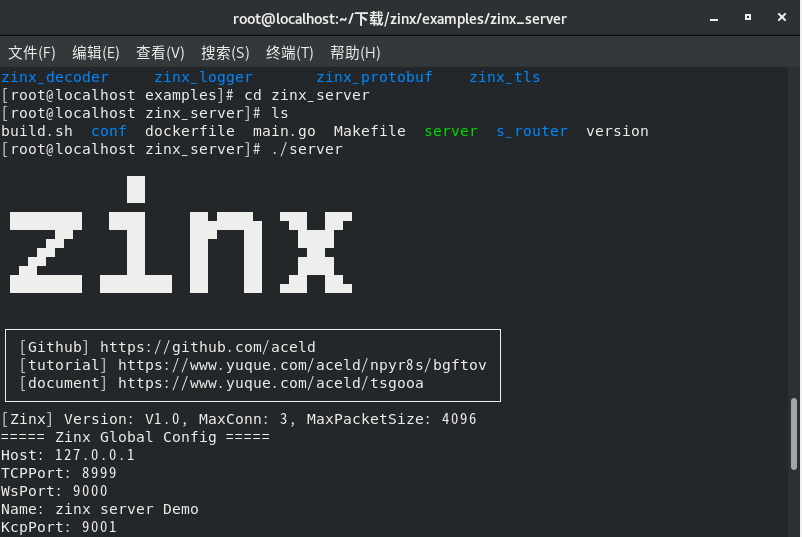 root@localhost:~/下载/zinx/examples/zinx_server
文件(F) 编辑(E) 查看(V) 搜索(S) 终端(T) 帮助(H)
zinx_decoder zinx_logger zinx_protobuf zinx_tls
[root@localhost examples]# cd zinx_server
[root@localhost zinx_server]# ls
build.sh conf dockerfile main.go Makefile server s_router version
[root@localhost zinx_server]# ./server
zinx
[Github] https://github.com/aceld
[tutorial] https://www.yuque.com/aceld/npyr8s/bgftov
[document] https://www.yuque.com/aceld/tsgooa
[Zinx] Version: V1.0, MaxConn: 3, MaxPacketSize: 4096
===== Zinx Global Config =====
Host: 127.0.0.1
TCPPort: 8999
WsPort: 9000
Name: zinx server Demo
KcpPort: 9001